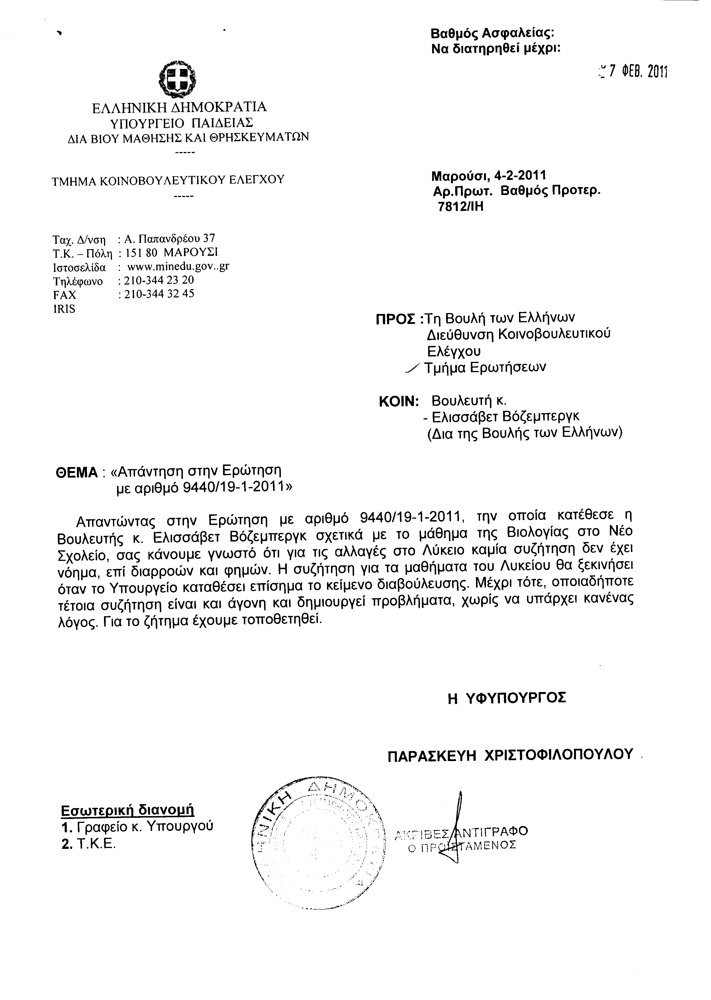 Βαθμός Ασφαλείας:
Να διατηρηθεί μέχρι:
7 ΦΕΒ. 2011
ΕΛΛΗΝΙΚΗ ΔΗΜΟΚΡΑΤΙΑ
ΥΠΟΥΡΓΕΙΟ ΠΑΙΔΕΙΑΣ
ΔΙΑ ΒΙΟΥ ΜΑΘΗΣΗΣ ΚΑΙ ΘΡΗΣΚΕΥΜΑΤΩΝ
-----
ΤΜΗΜΑ ΚΟΙΝΟΒΟΥΛΕΥΤΙΚΟΥ ΕΛΕΓΧΟΥ
-----
Μαρούσι, 4-2-2011
Αρ.Πρωτ. Βαθμός Προτερ.
7812/ΙΗ
Ταχ. Δ/νση : Α. Παπανδρέου 37
Τ.Κ. – Πόλη : 151 80 ΜΑΡΟΥΣΙ
Ιστοσελίδα : www.minedu.gov..gr
Τηλέφωνο : 210-344 23 20
FAX : 210-344 32 45
IRIS
ΠΡΟΣ :Τη Βουλή των Ελλήνων
Διεύθυνση Κοινοβουλευτικού
Ελέγχου
Τμήμα Ερωτήσεων
ΚΟΙΝ: Βουλευτή κ.
- Ελισσάβετ Βόζεμπεργκ
(Δια της Βουλής των Ελλήνων)
ΘΕΜΑ : «Απάντηση στην Ερώτηση
με αριθμό 9440/19-1-2011»
Απαντώντας στην Ερώτηση με αριθμό 9440/19-1-2011, την οποία κατέθεσε η
Βουλευτής κ. Ελισσάβετ Βόζεμπεργκ σχετικά με το μάθημα της Βιολογίας στο Νέο
Σχολείο, σας κάνουμε γνωστό ότι για τις αλλαγές στο Λύκειο καμία συζήτηση δεν έχει
νόημα, επί διαρροών και φημών. Η συζήτηση για τα μαθήματα του Λυκείου θα ξεκινήσει
όταν το Υπουργείο καταθέσει επίσημα το κείμενο διαβούλευσης. Μέχρι τότε, οποιαδήποτε
τέτοια συζήτηση είναι και άγονη και δημιουργεί προβλήματα, χωρίς να υπάρχει κανένας
λόγος. Για το ζήτημα έχουμε τοποθετηθεί.
Η ΥΦΥΠΟΥΡΓΟΣ
ΠΑΡΑΣΚΕΥΗ ΧΡΙΣΤΟΦΙΛΟΠΟΥΛΟΥ
Εσωτερική διανομή
1. Γραφείο κ. Υπουργού
2. Τ.Κ.Ε.
ΑΚΡΙΒΕΣ ΑΝΤΙΓΡΑΦΟ
Ο ΠΡΟΪΣΤΑΜΕΝΟΣ